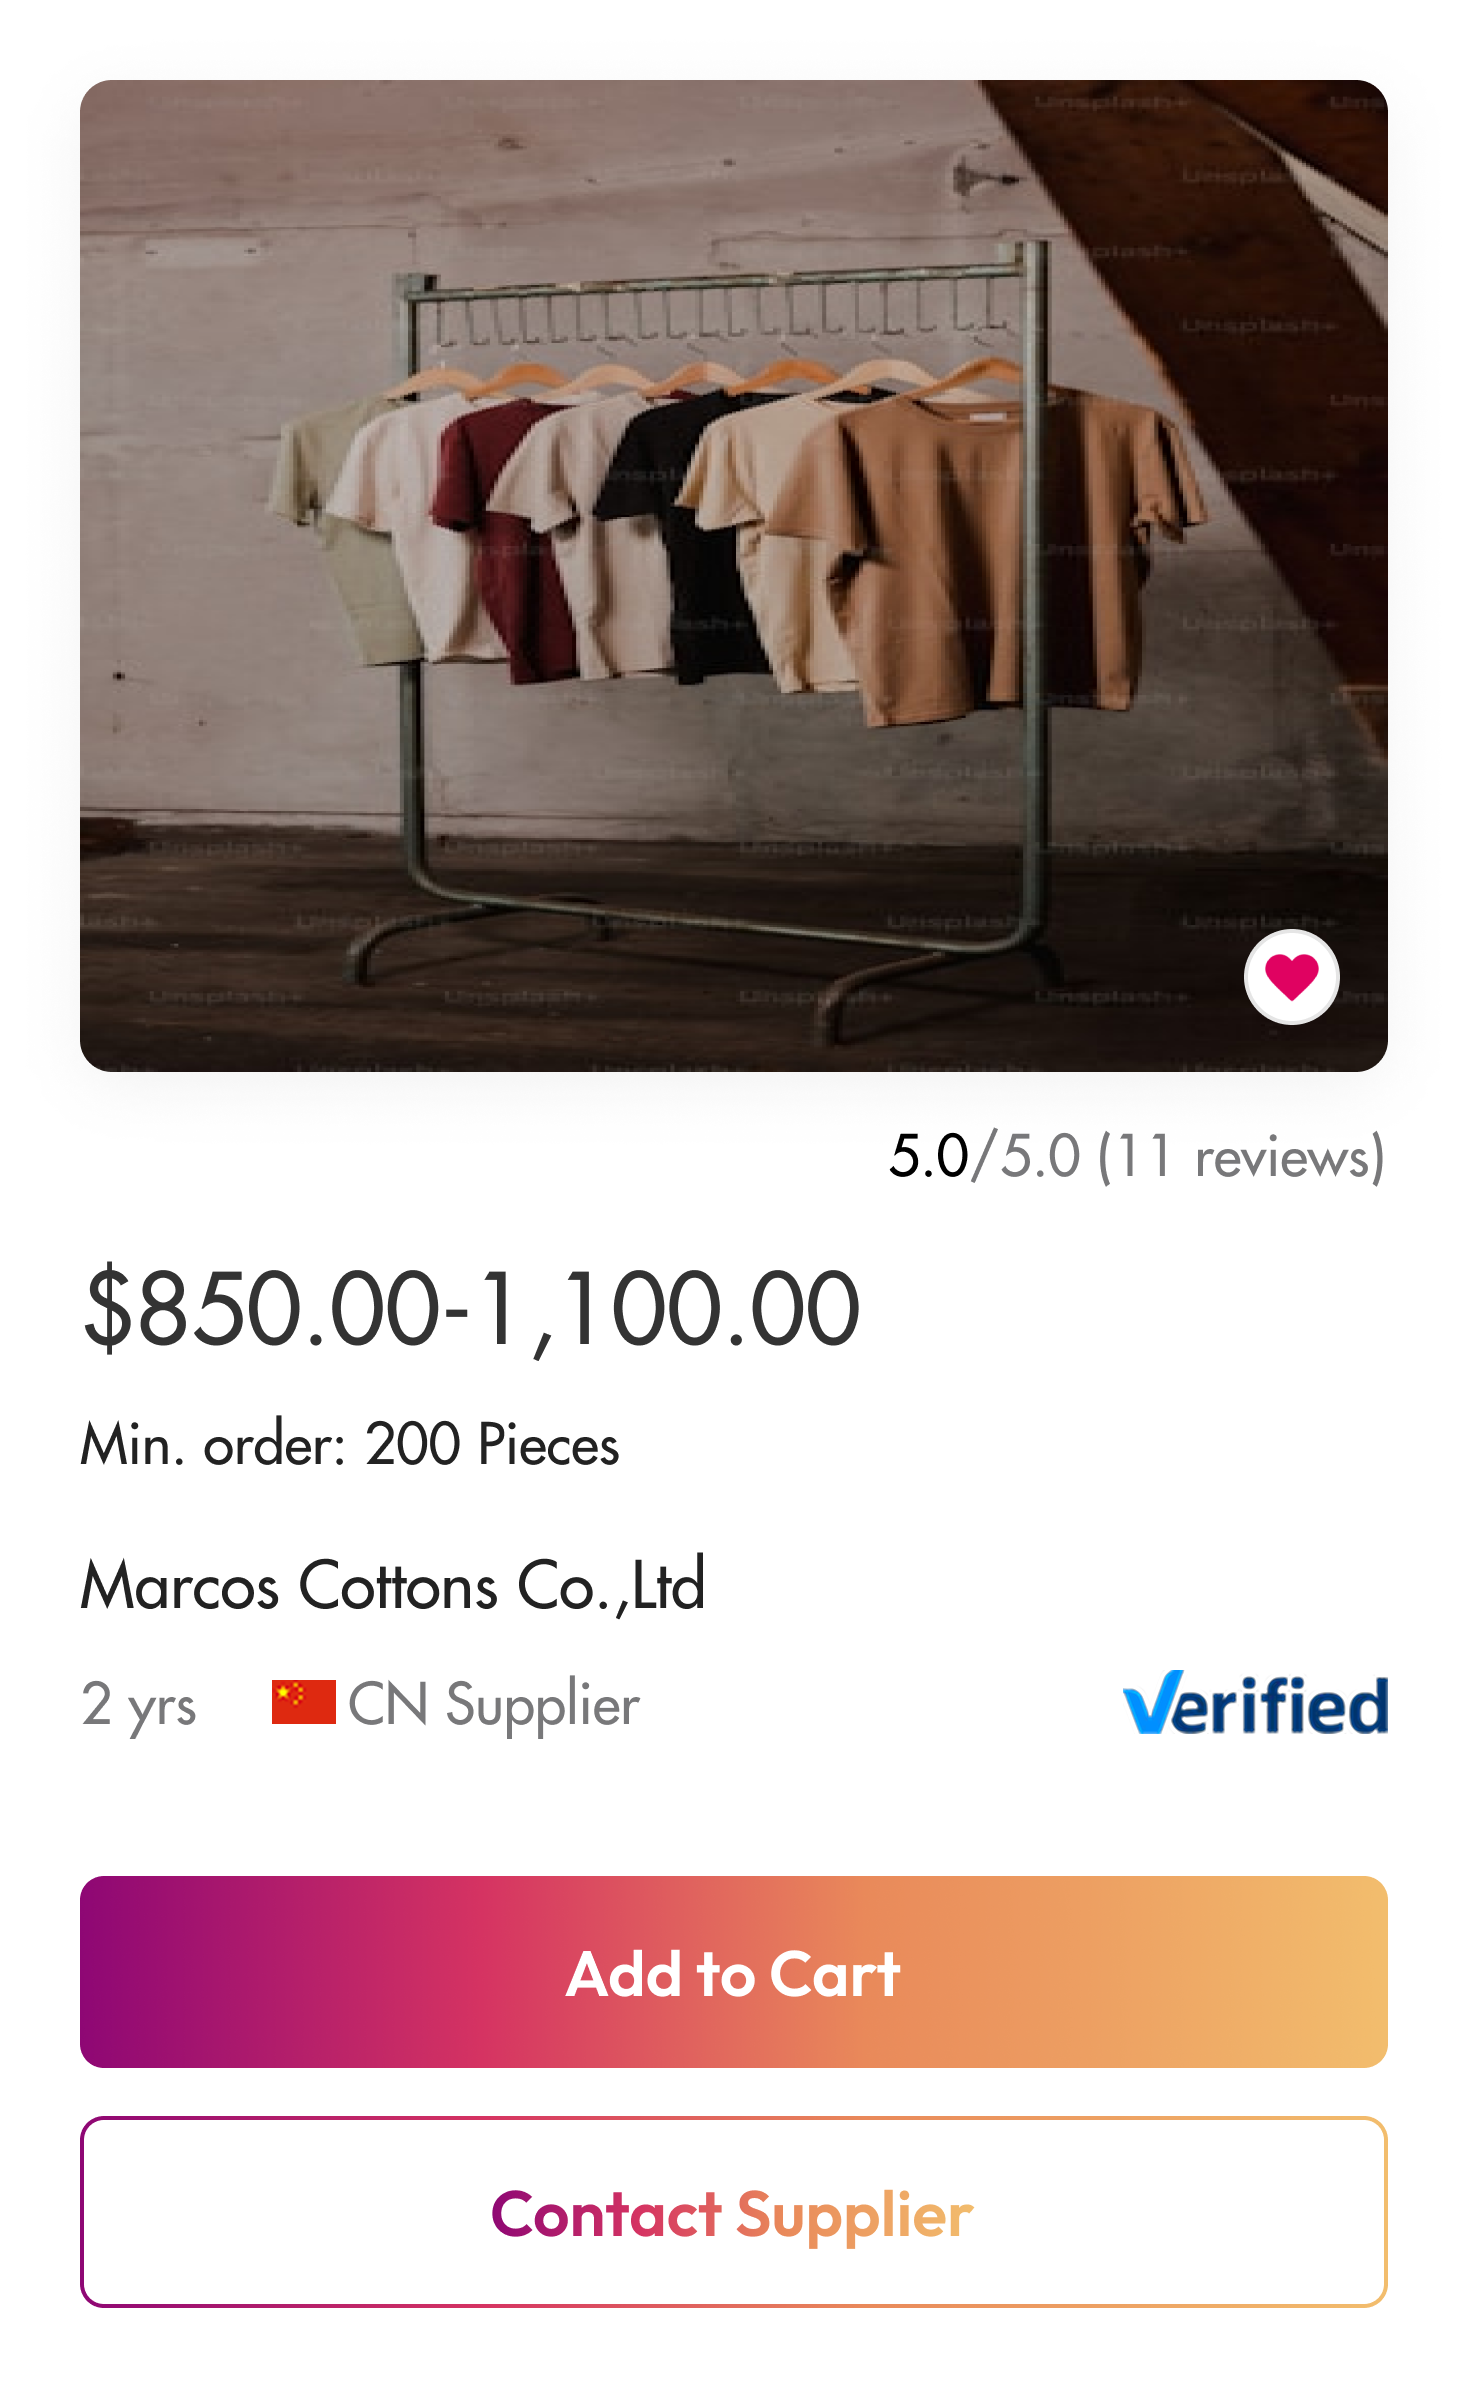 5.0/5.0 (11 reviews)
$850.00-1,100.00
Min. order: 200 Pieces
Marcos Cottons Co.,Ltd
2 yrs CN Supplier Verified
Add to Cart
Contact Supplier